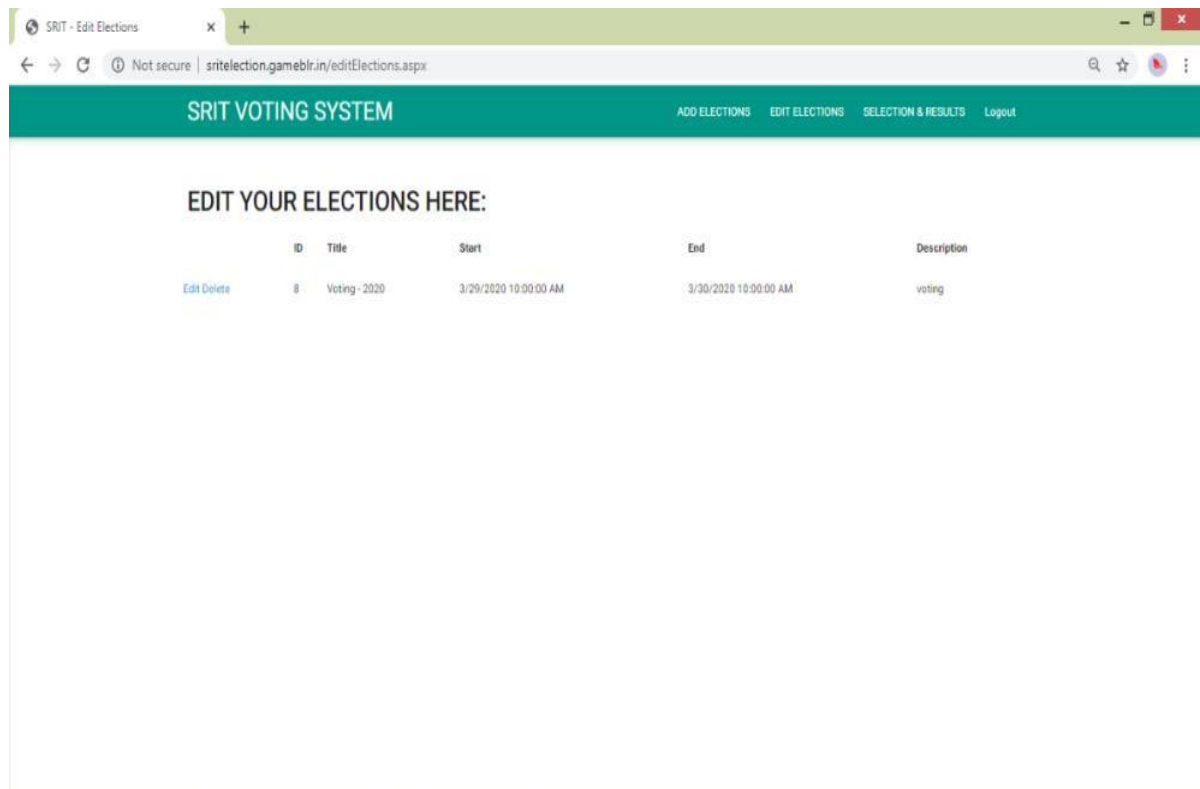 SRIT - Edit Elections
Not secure | sritelection.gameblr.in/editElections.aspx
SRIT VOTING SYSTEM ADD ELECTIONS EDIT ELECTIONS SELECTION & RESULTS Logout
EDIT YOUR ELECTIONS HERE:
ID Title Start End Description
Edit Delete 8 Voting - 2020 3/29/2020 10:00:00 AM 3/30/2020 10:00:00 AM voting